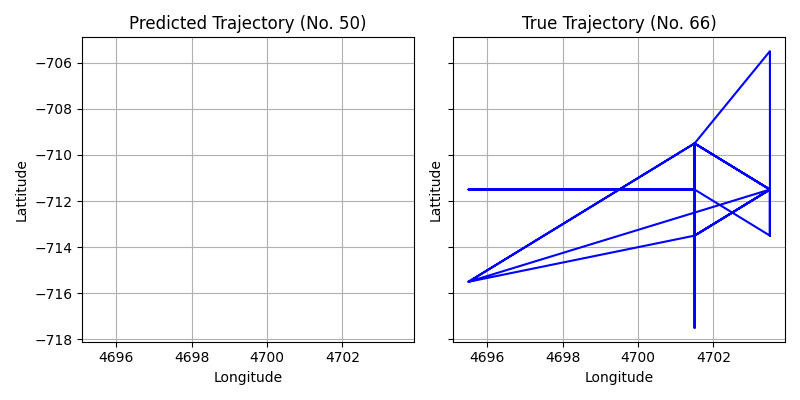 Predicted Trajectory (No. 50)
True Trajectory (No. 66)
−706
−708
−710
−712
−714
−716
−718
Lattitude
Lattitude
4696 4698 4700 4702
4696 4698 4700 4702
Longitude
Longitude